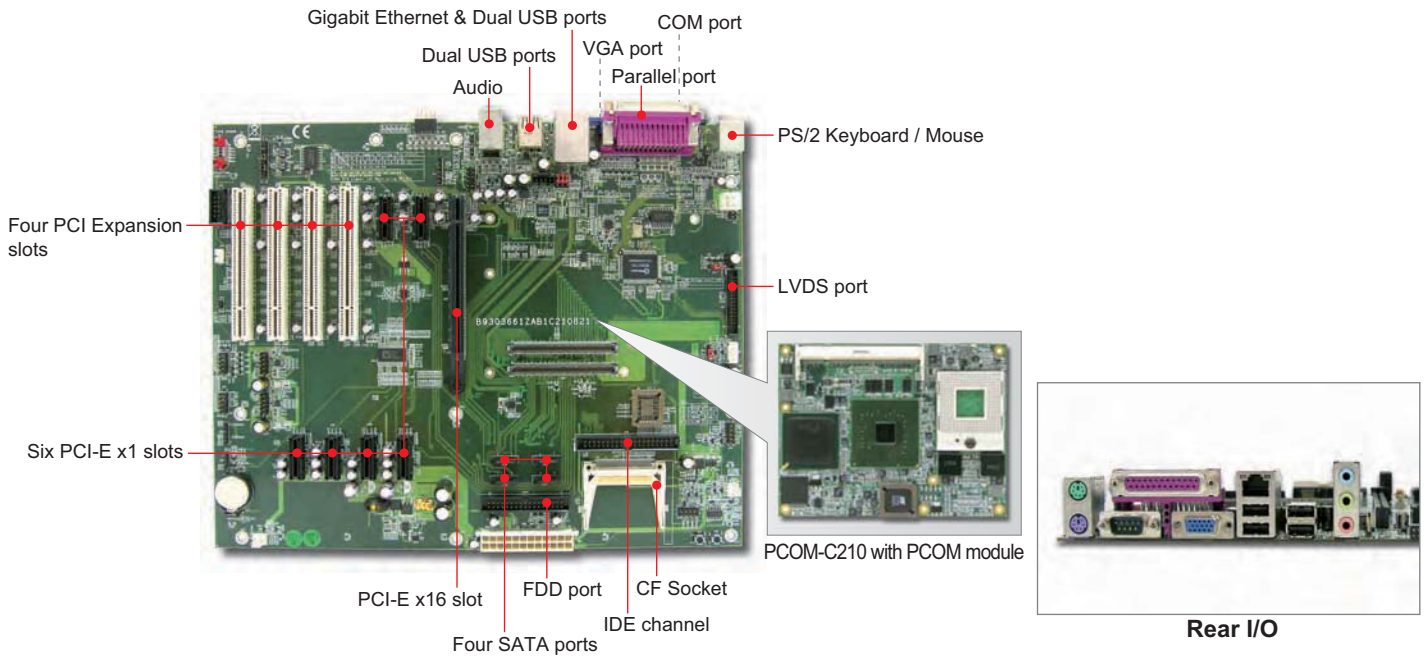 Gigabit Ethernet & Dual USB ports
COM port
Dual USB ports
VGA port
Audio
Parallel port
PS/2 Keyboard / Mouse
Four PCI Expansion
slots
LVDS port
B9303661ZAB1C210821
Six PCI-E x1 slots
PCOM-C210 with PCOM module
PCI-E x16 slot
FDD port
CF Socket
IDE channel
Four SATA ports
Rear I/O